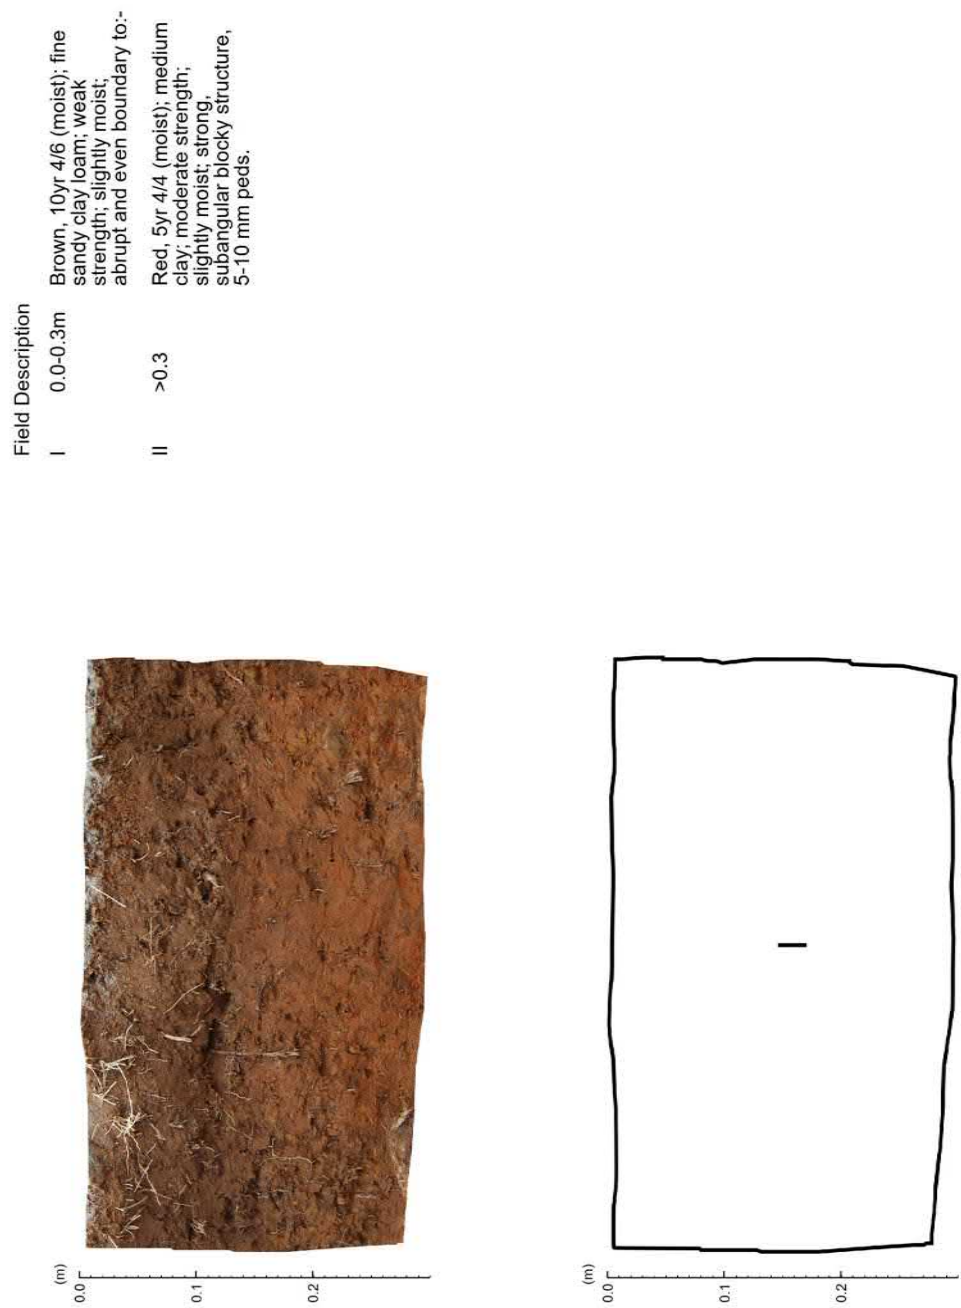 Field Description
I 0.0-0.3m Brown, 10yr 4/6 (moist); fine
sandy clay loam; weak
strength; slightly moist;
abrupt and even boundary to:-
II >0.3 Red, 5yr 4/4 (moist); medium
clay; moderate strength;
slightly moist; strong,
subangular blocky structure,
5-10 mm peds.
(m)
0.0
0.1
0.2
(m)
0.0
0.1
0.2
I